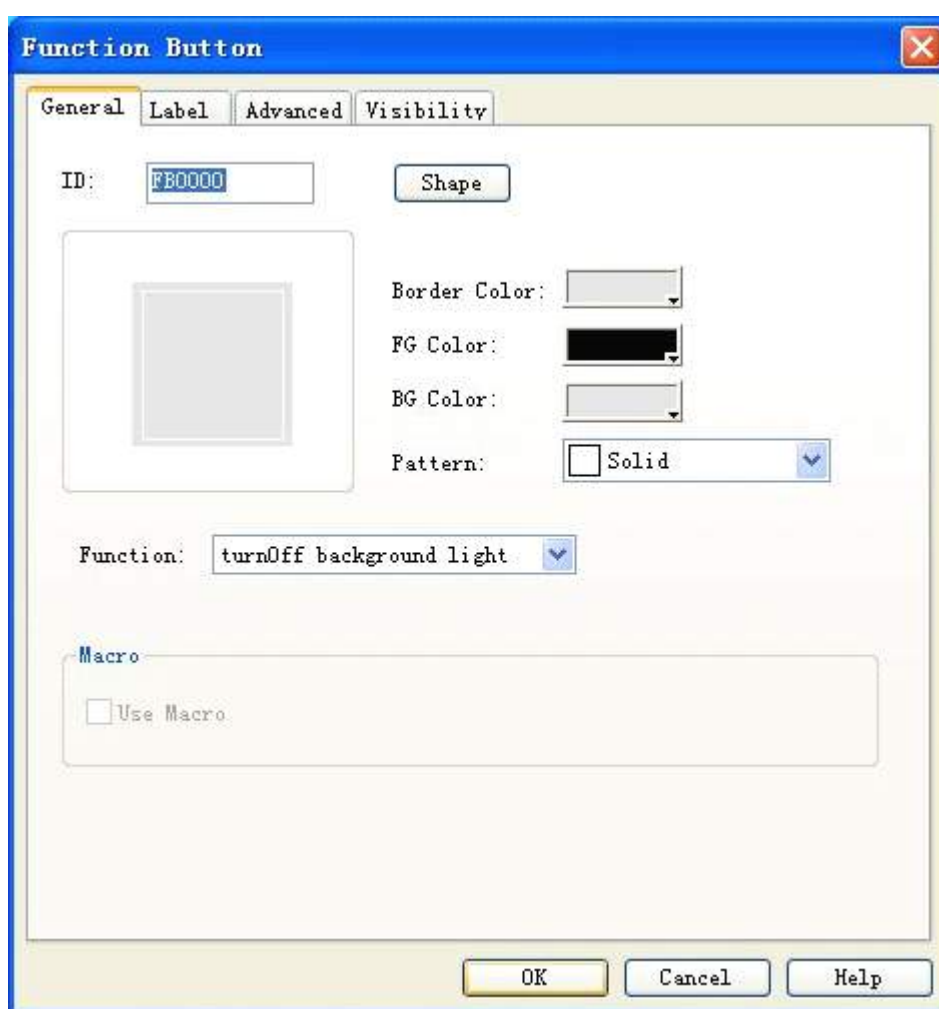 Function Button
General Label Advanced Visibility
ID: FB0000 Shape
Border Color:
FG Color:
BG Color:
Pattern: Solid
Function: turnOff background light
Macro
Use Macro
OK Cancel Help